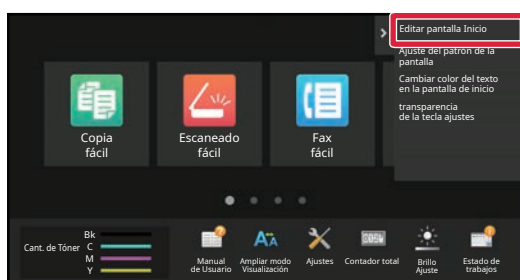 Editar pantalla Inicio
Ajuste del patrón de la
pantalla
Cambiar color del texto
en la pantalla de inicio
transparencia
de la tecla ajustes
Copia
fácil
Escaneado
fácil
Fax
fácil
Cant. de Tóner
Bk
C
M
Y
Manual
de Usuario
Ampliar modo
Visualización
Ajustes
Contador total
Brillo
Ajuste
Estado de
trabajos